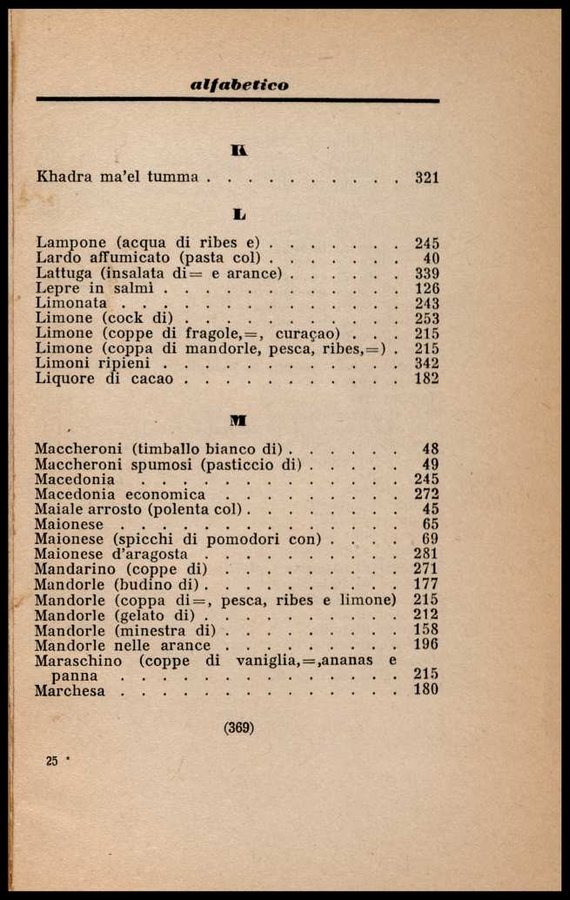 alfabetico
K
Khadra ma'el tumma . . . . . . . . . . 321
L
Lampone (acqua di ribes e) . . . . . . . 245
Lardo affumicato (pasta col) . . . . . . . 40
Lattuga (insalata di= e arance) . . . . . . 339
Lepre in salmì . . . . . . . . . . . . 126
Limonata . . . . . . . . . . . . . . 243
Limone (cock di) . . . . . . . . . . . 253
Limone (coppe di fragole,=, curaçao) . . . 215
Limone (coppa di mandorle, pesca, ribes,=) . 215
Limoni ripieni . . . . . . . . . . . . 342
Liquore di cacao . . . . . . . . . . . 182
M
Maccheroni (timballo bianco di) . . . . . . 48
Maccheroni spumosi (pasticcio di) . . . . . 49
Macedonia . . . . . . . . . . . . . 245
Macedonia economica . . . . . . . . . 272
Maiale arrosto (polenta col) . . . . . . . . 45
Maionese . . . . . . . . . . . . . . 65
Maionese (spicchi di pomodori con) . . . . 69
Maionese d'aragosta . . . . . . . . . . 281
Mandarino (coppe di) . . . . . . . . . 271
Mandorle (budino di) . . . . . . . . . . 177
Mandorle (coppa di=, pesca, ribes e limone) 215
Mandorle (gelato di) . . . . . . . . . . 212
Mandorle (minestra di) . . . . . . . . . 158
Mandorle nelle arance . . . . . . . . . 196
Maraschino (coppe di vaniglia,=,ananas e
panna . . . . . . . . . . . . . . 215
Marchesa . . . . . . . . . . . . . . 180
(369)
25 *